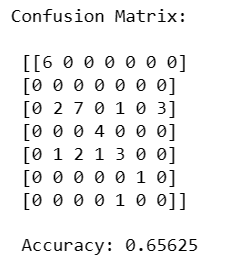 Confusion Matrix:
[[6 0 0 0 0 0 0]
[0 0 0 0 0 0 0]
[0 2 7 0 1 0 3]
[0 0 0 4 0 0 0]
[0 1 2 1 3 0 0]
[0 0 0 0 0 1 0]
[0 0 0 0 1 0 0]]
Accuracy: 0.65625